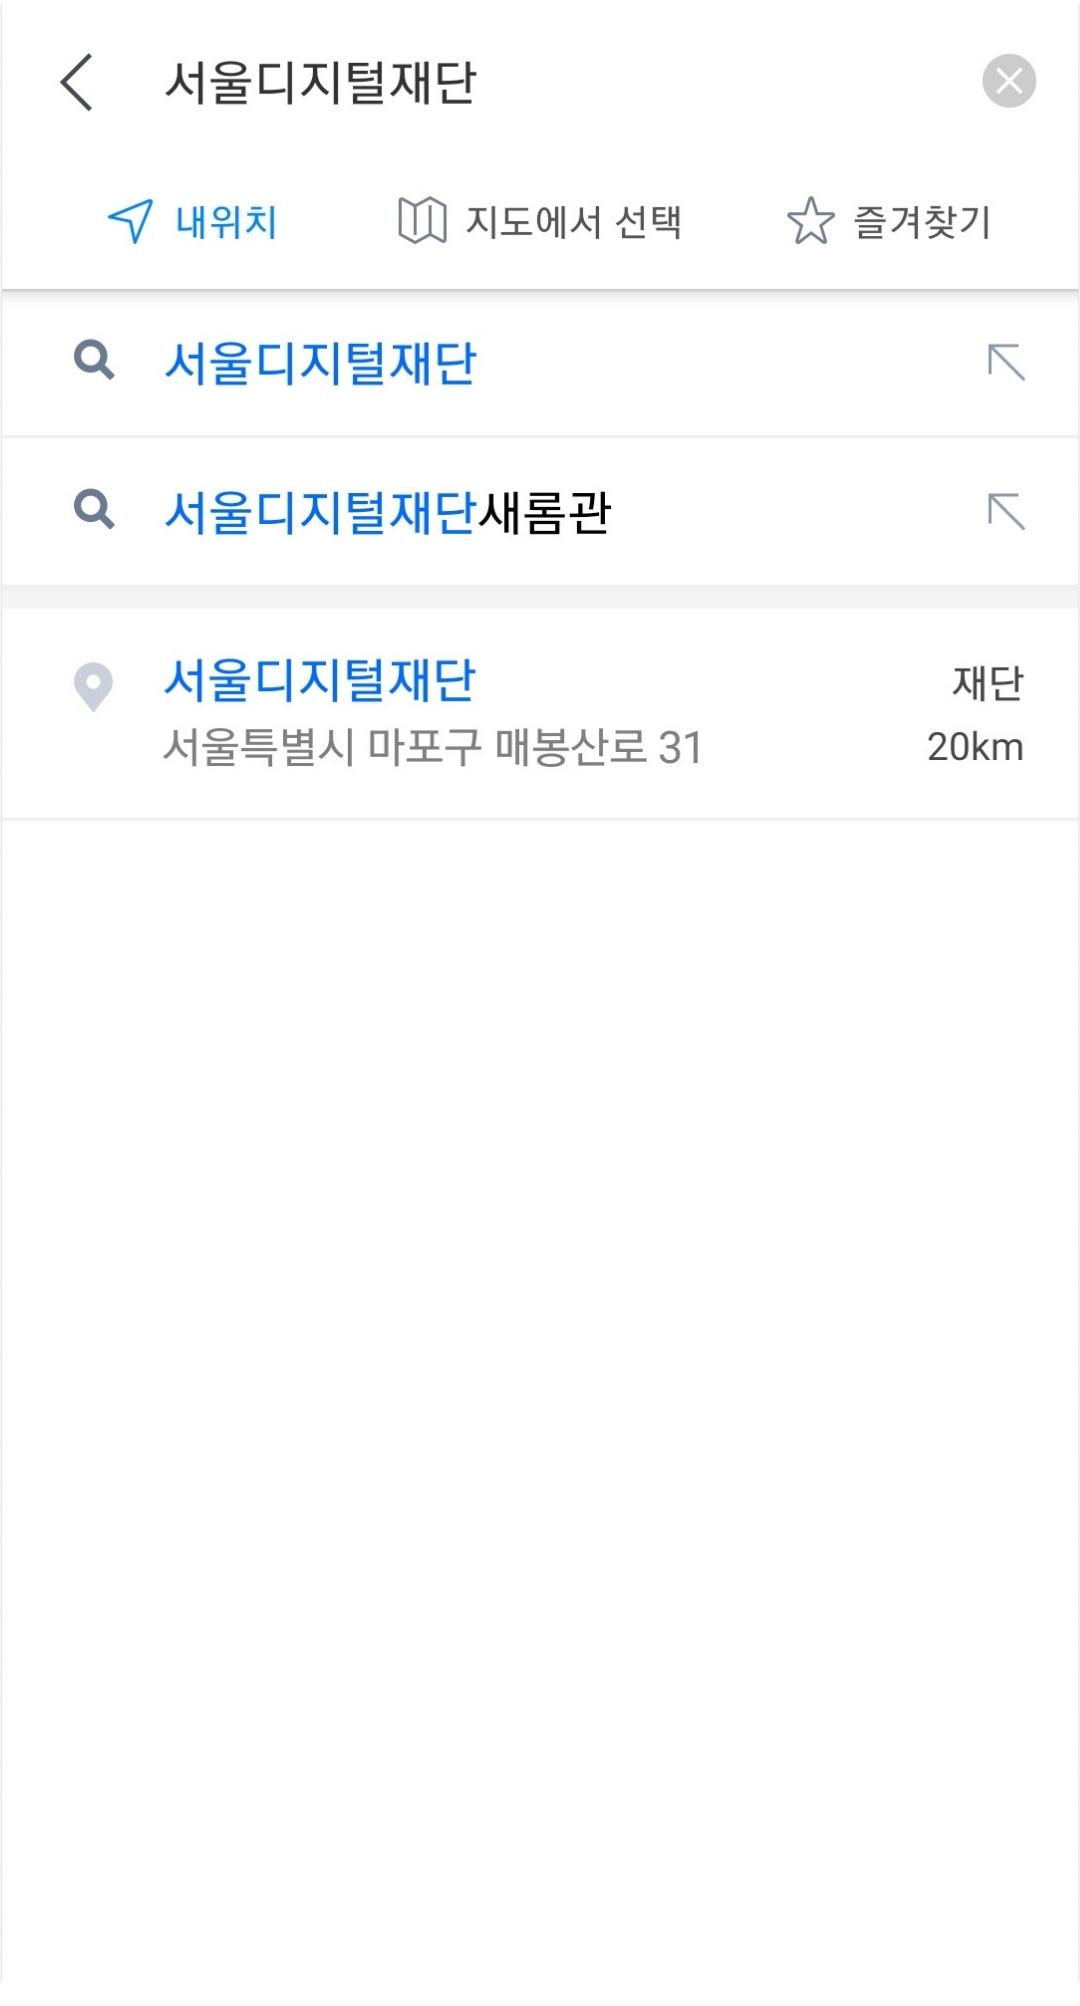 서울디지털재단
내위치 지도에서 선택 즐겨찾기
서울디지털재단
서울디지털재단새롬관
서울디지털재단 재단
서울특별시 마포구 매봉산로 31 20km